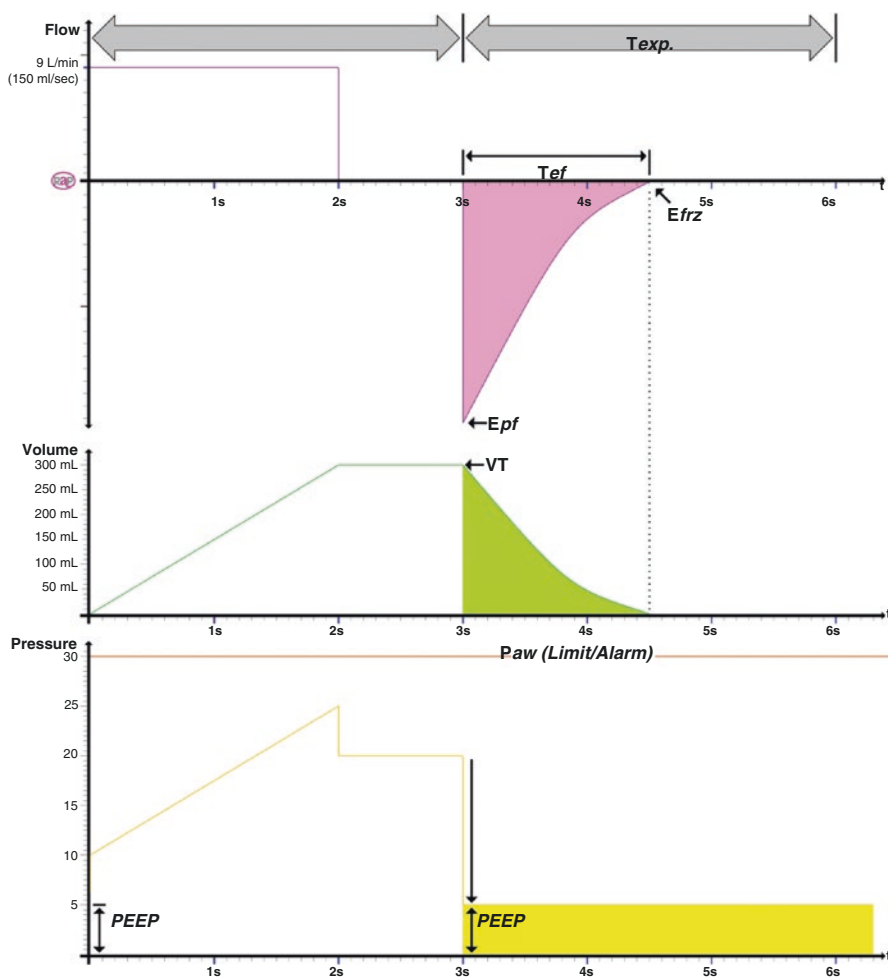 Flow
Texp.
9 L/min
(150 ml/sec)
Tef
t
1s 2s 3s 4s 5s 6s
Efrz
Epf
Volume
300 mL
VT
250 mL
200 mL
150 mL
100 mL
50 mL
t
1s 2s 3s 4s 5s 6s
Pressure
30
Paw (Limit/Alarm)
25
20
15
10
5
PEEP PEEP
t
1s 2s 3s 4s 5s 6s